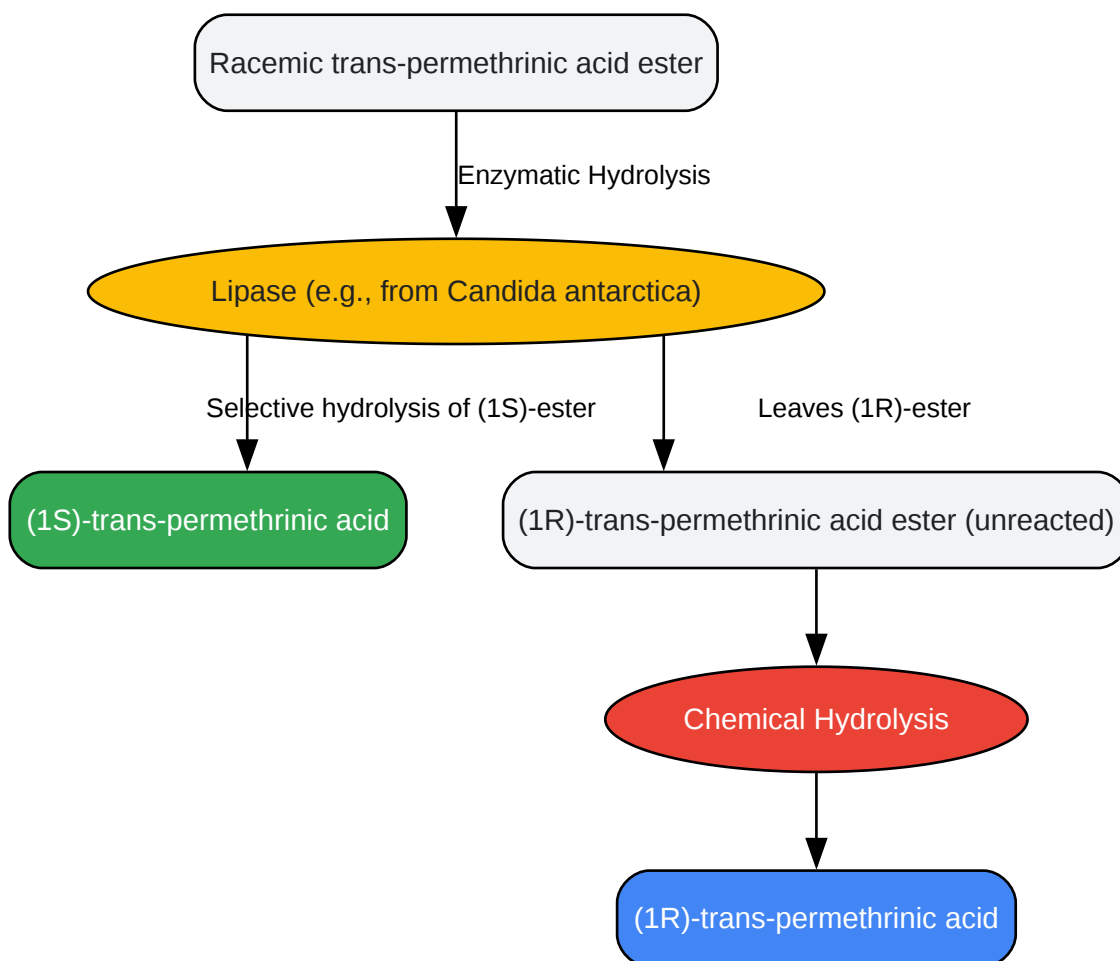 Racemic trans-permethrinic acid ester
Enzymatic Hydrolysis
Lipase (e.g., from Candida antarctica)
Selective hydrolysis of (1S)-ester
Leaves (1R)-ester
(1S)-trans-permethrinic acid
(1R)-trans-permethrinic acid ester (unreacted)
Chemical Hydrolysis
(1R)-trans-permethrinic acid